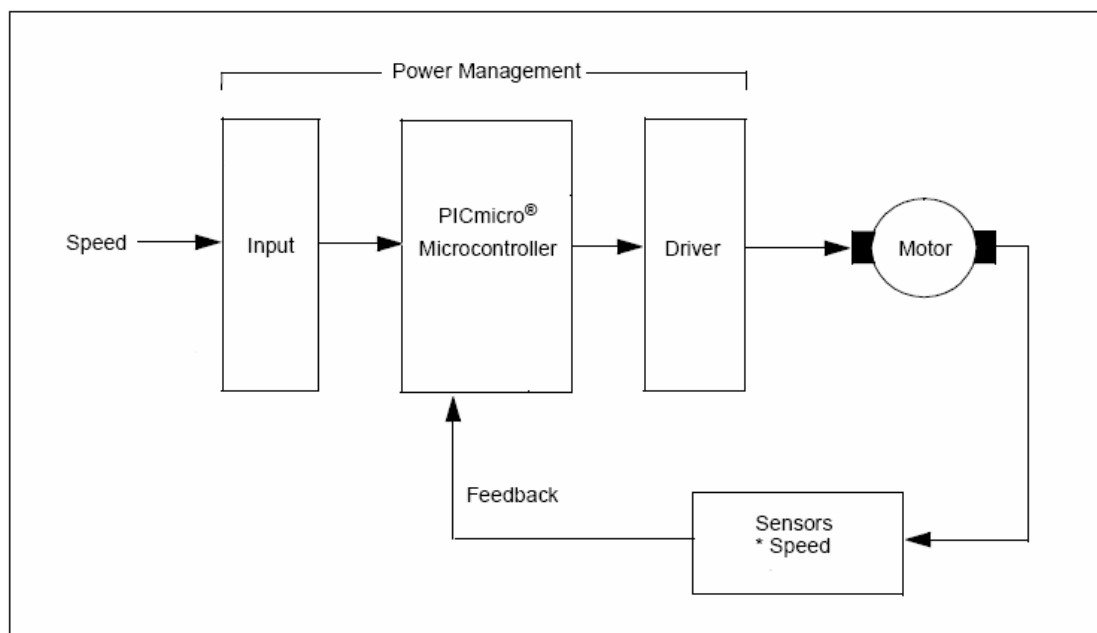 Power Management
Speed
Input
PICmicro®
Microcontroller
Driver
Motor
Feedback
Sensors
* Speed